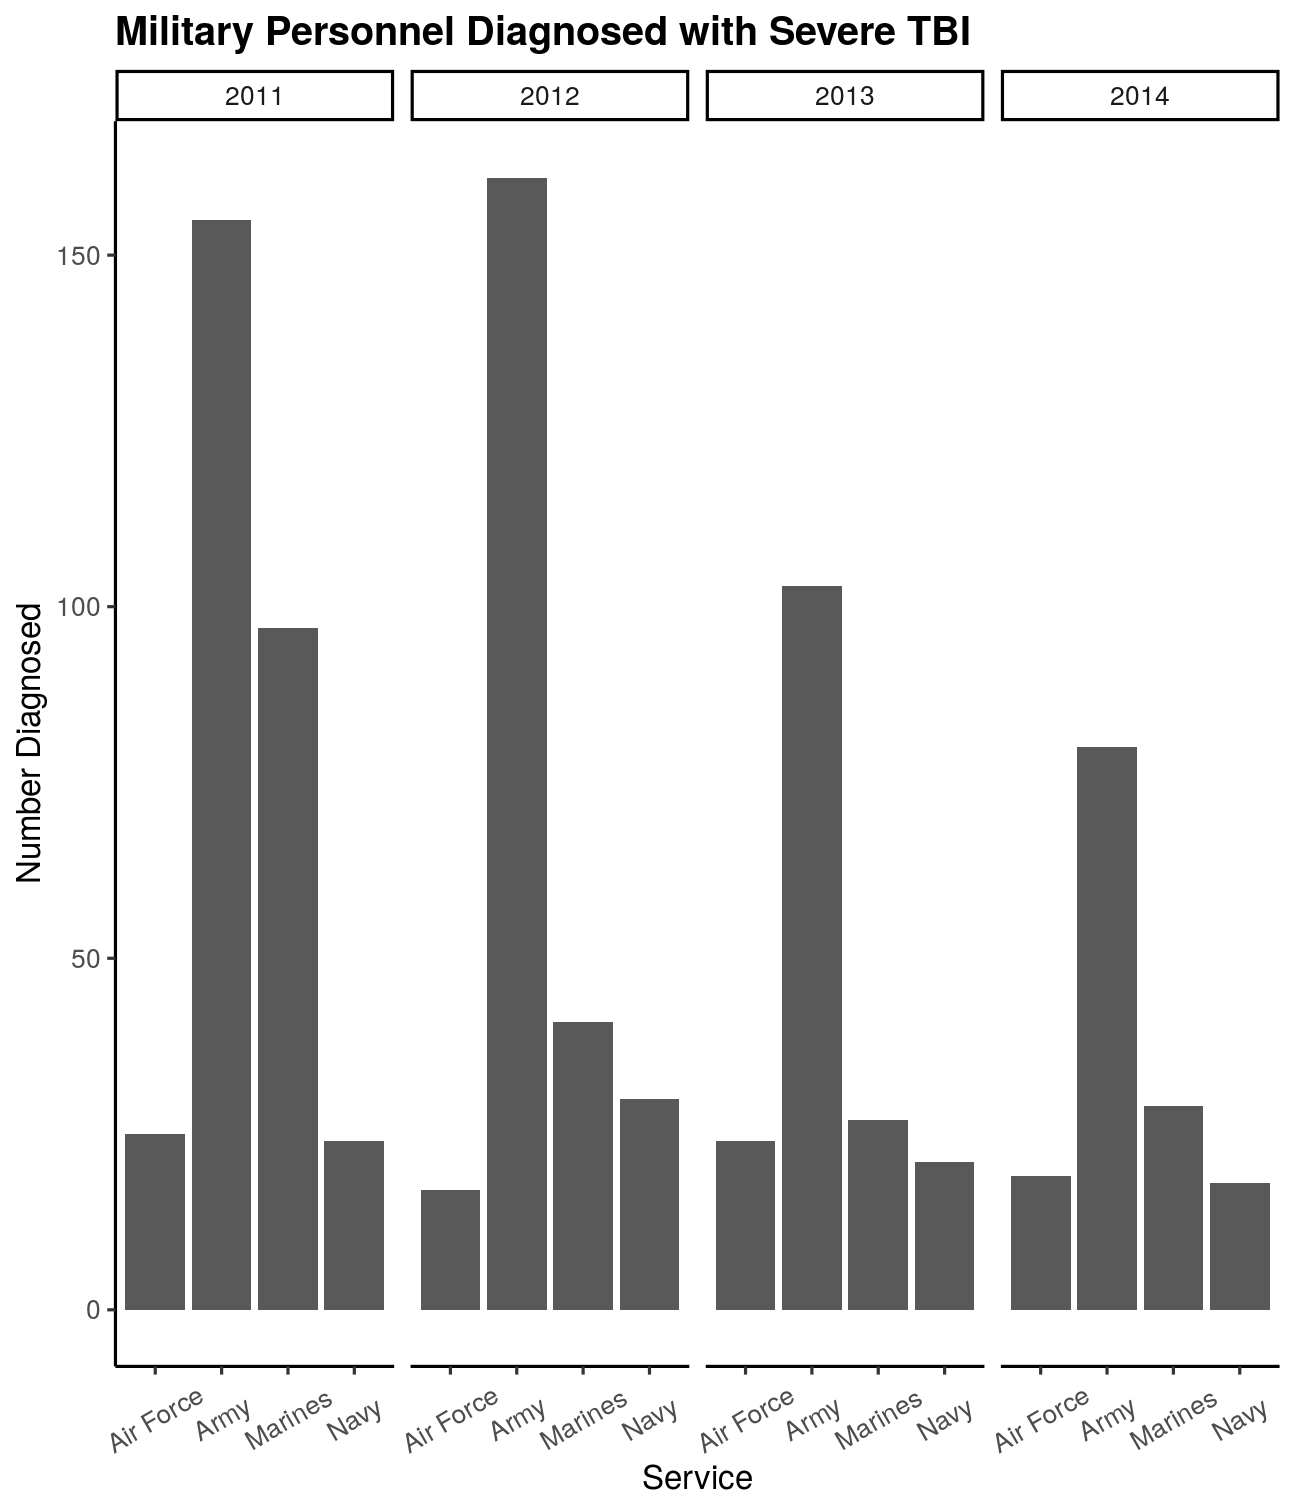 Military Personnel Diagnosed with Severe TBI
2011 2012 2013 2014
150
100
50
0
Number Diagnosed
Air Force Army Marines Navy Air Force Army Marines Navy Air Force Army Marines Navy Air Force Army Marines Navy
Service